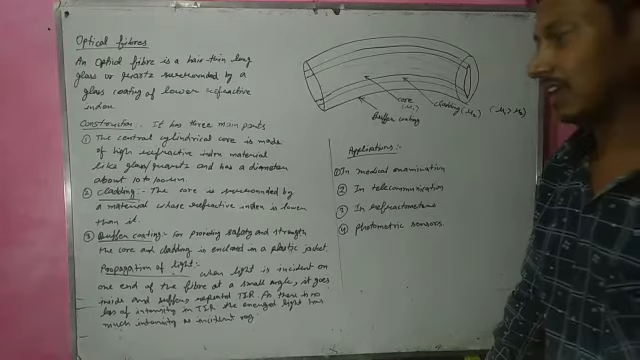 Optical fibres
An optical fibre is a hair thin long
glass or quartz surrounded by a
glass coating of lower refractive
index.
Construction :- It has three main parts
① The central cylindrical core is made
of high refractive index material
like glass/quartz and has a diameter
about 10 to 100um.
② Cladding :- The core is surrounded by
a material whose refractive index is lower
than it.
③ Buffer coating :- For providing safety and strength
the core and cladding is enclosed in a plastic jacket.
Propagation of light :-
When light is incident on
one end of the fibre at a small angle, it goes
inside and suffers repeated TIR. As there is no
loss of intensity in TIR the emerged light has
much intensity as incident ray
core
(μ₁)
cladding (μ₂) (μ₁>μ₂)
Buffer coating
Applications :-
① In medical examination
② In telecommunication
③ In refractometers
④ photometric sensors.